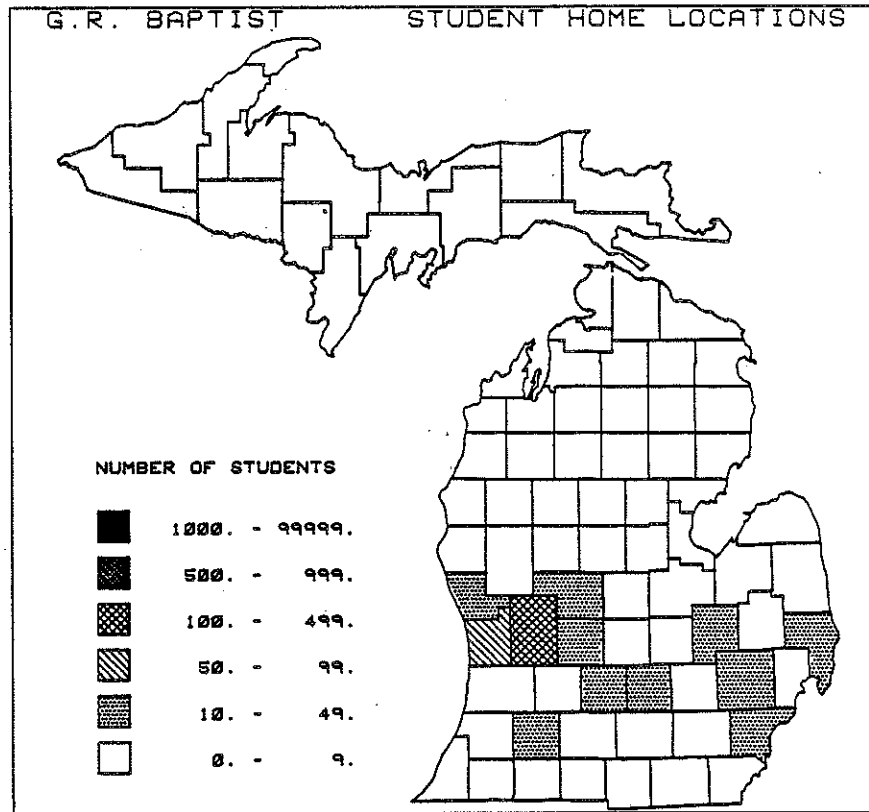 G.R. BAPTIST STUDENT HOME LOCATIONS
NUMBER OF STUDENTS
1000. - 99999.
500. - 999.
100. - 499.
50. - 99.
10. - 49.
0. - 9.